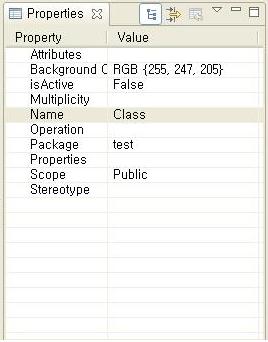 Properties
Property Value
Attributes
Background C RGB {255, 247, 205}
isActive False
Multiplicity
Name Class
Operation
Package test
Properties
Scope Public
Stereotype